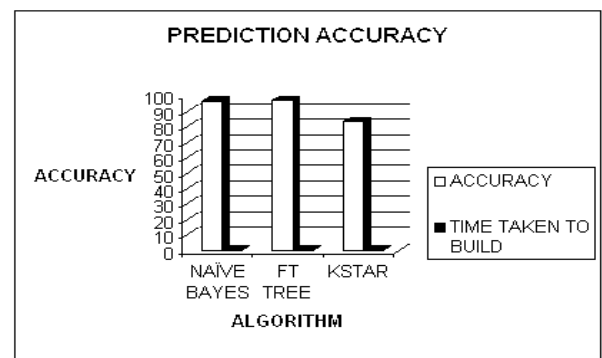 PREDICTION ACCURACY
100
90
80
70
60
50
40
30
20
10
0
ACCURACY
NAÏVE BAYES
FT TREE
KSTAR
ALGORITHM
ACCURACY
TIME TAKEN TO
BUILD